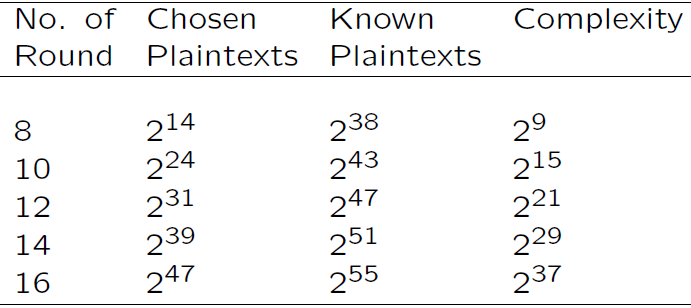 No. of Chosen Known Complexity
Round Plaintexts Plaintexts
8 2^14 2^38 2^9
10 2^24 2^43 2^15
12 2^31 2^47 2^21
14 2^39 2^51 2^29
16 2^47 2^55 2^37